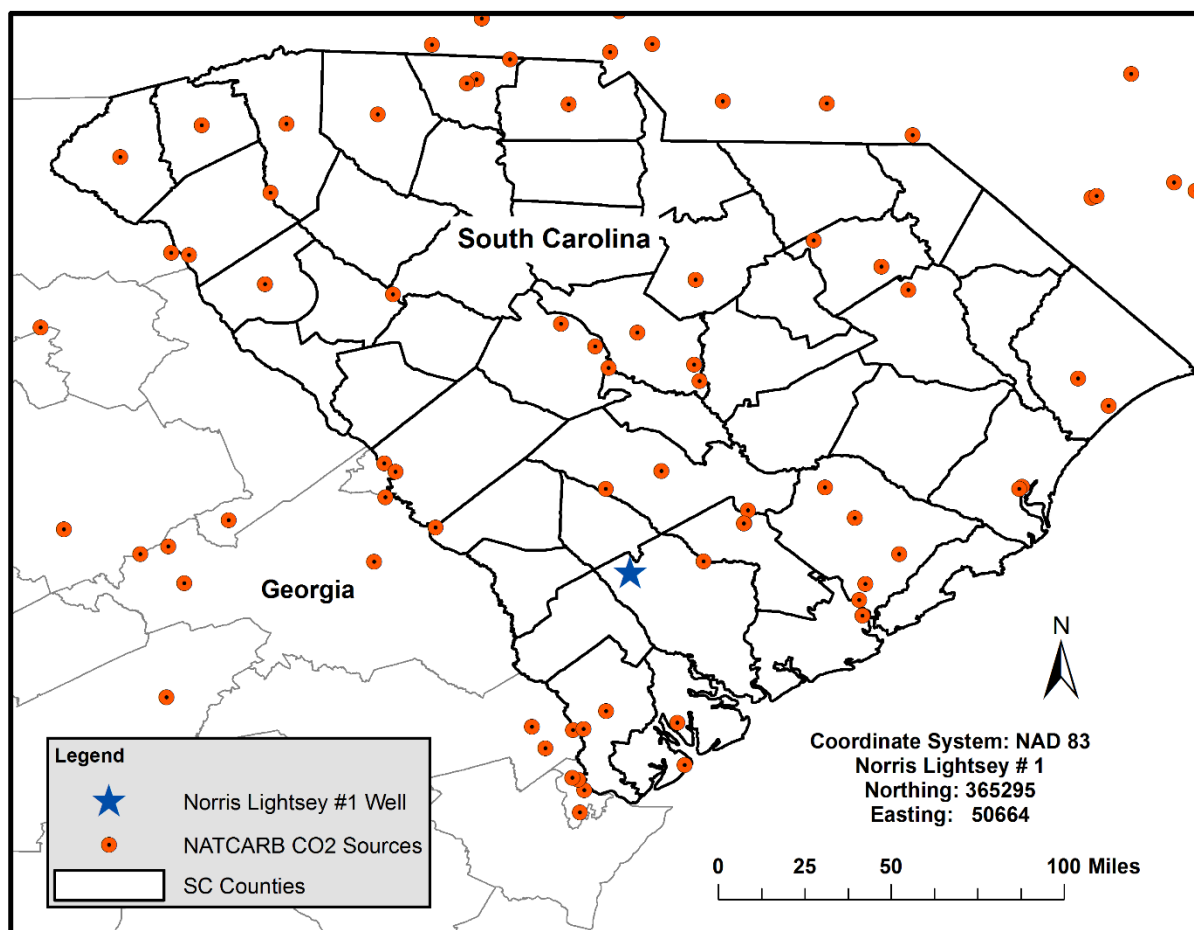 South Carolina
Georgia
N
Coordinate System: NAD 83
Norris Lightsey # 1
Northing: 365295
Easting: 50664
Legend
Norris Lightsey #1 Well
NATCARB CO2 Sources
SC Counties
0 25 50 100 Miles